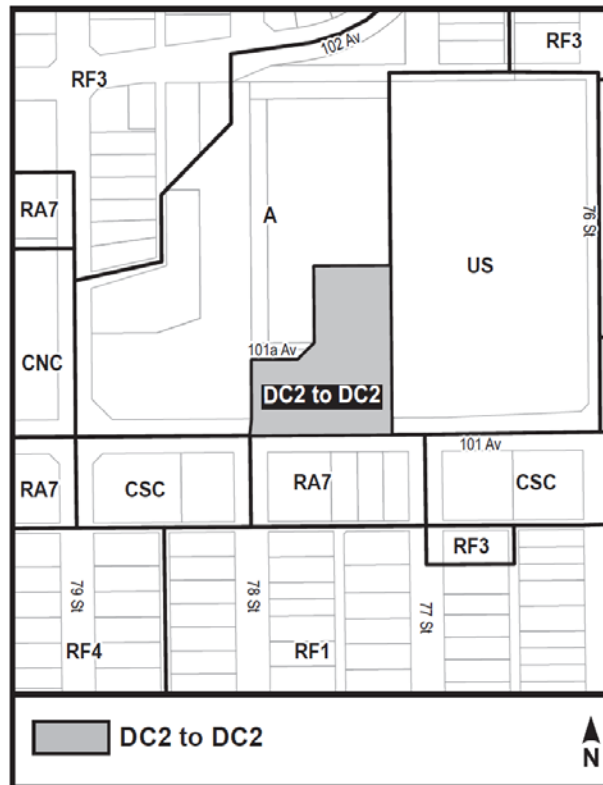 102 Av
RF3
RF3
RA7
A
76 St
US
101a Av
CNC
DC2 to DC2
101 Av
RA7
CSC
RA7
CSC
RF3
79 St
78 St
77 St
RF4
RF1
DC2 to DC2
N